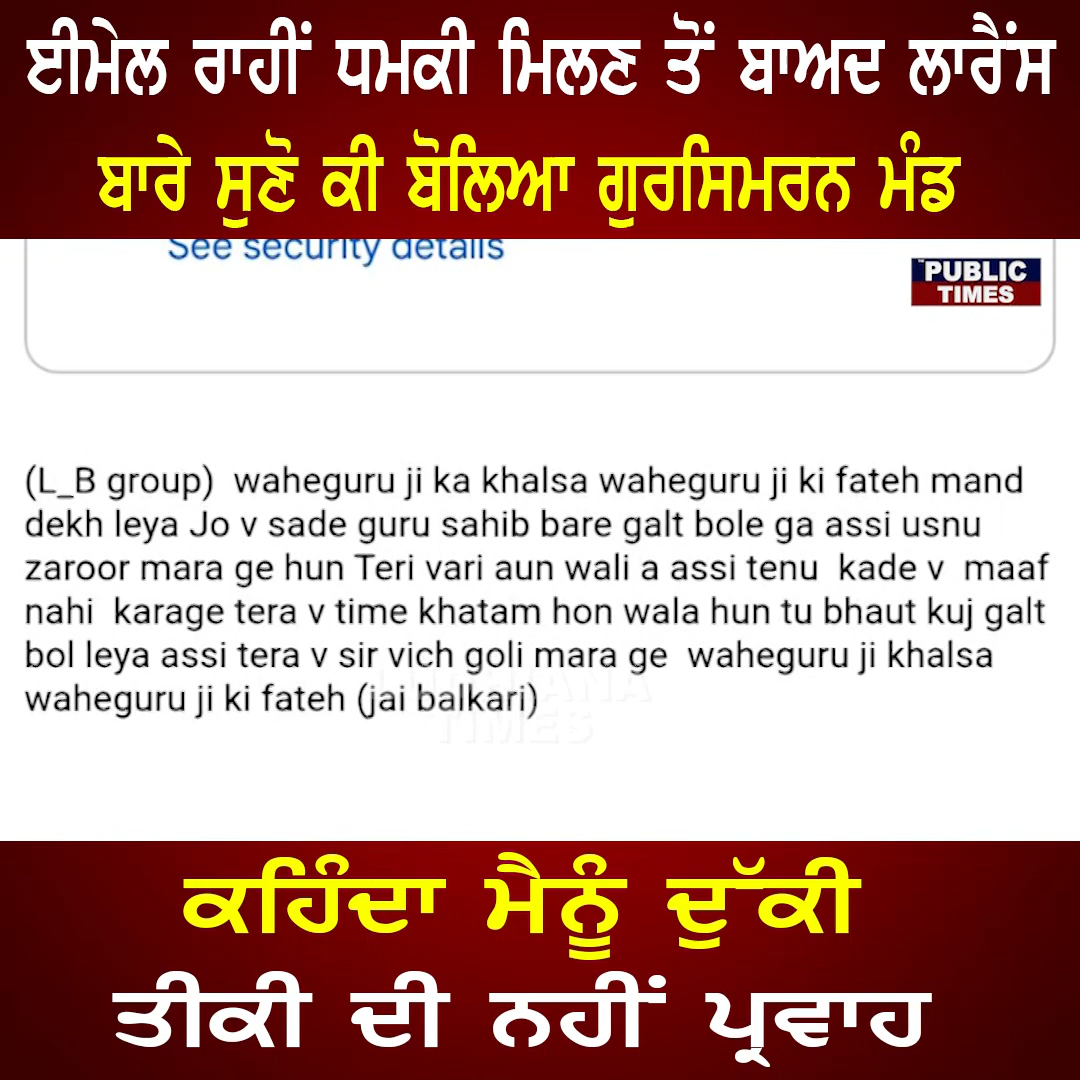 ਈਮੇਲ ਰਾਹੀਂ ਧਮਕੀ ਮਿਲਣ ਤੋਂ ਬਾਅਦ ਲਾਰੈਂਸ
ਬਾਰੇ ਸੁਣੋ ਕੀ ਬੋਲਿਆ ਗੁਰਸਿਮਰਨ ਮੰਡ
See security details
PUBLIC
TIMES
(L_B group)  waheguru ji ka khalsa waheguru ji ki fateh mand
dekh leya Jo v sade guru sahib bare galt bole ga assi usnu
zaroor mara ge hun Teri vari aun wali a assi tenu  kade v  maaf
nahi  karage tera v time khatam hon wala hun tu bhaut kuj galt
bol leya assi tera v sir vich goli mara ge  waheguru ji khalsa
waheguru ji ki fateh (jai balkari)
LUDHIANA
TIMES
ਕਹਿੰਦਾ ਮੈਨੂੰ ਦੁੱਕੀ
ਤੀਕੀ ਦੀ ਨਹੀਂ ਪ੍ਰਵਾਹ